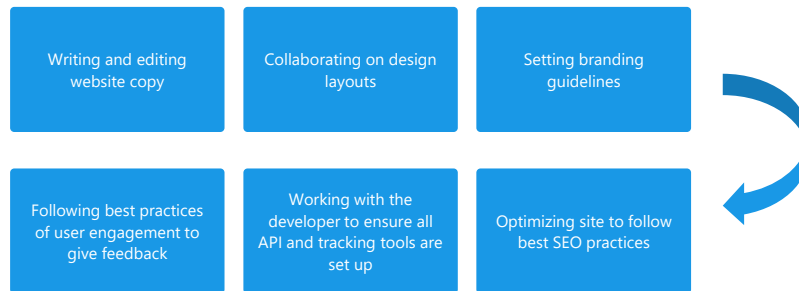 Writing and editing
website copy
Collaborating on design
layouts
Setting branding
guidelines
Following best practices
of user engagement to
give feedback
Working with the
developer to ensure all
API and tracking tools are
set up
Optimizing site to follow
best SEO practices